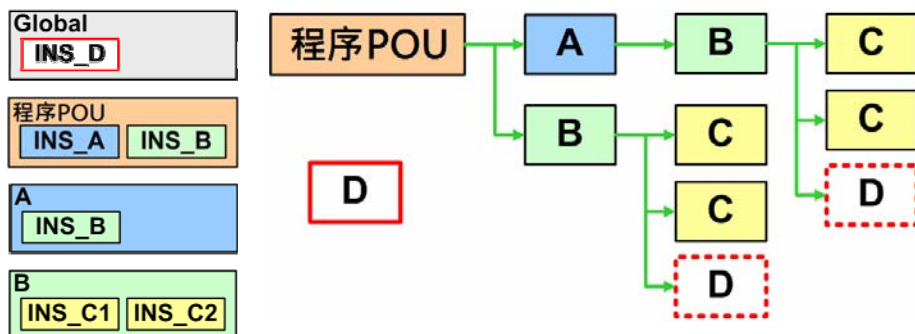 Global
INS_D
程序POU
INS_A INS_B
A
INS_B
B
INS_C1 INS_C2
程序POU A B C
B C C
D C D
D